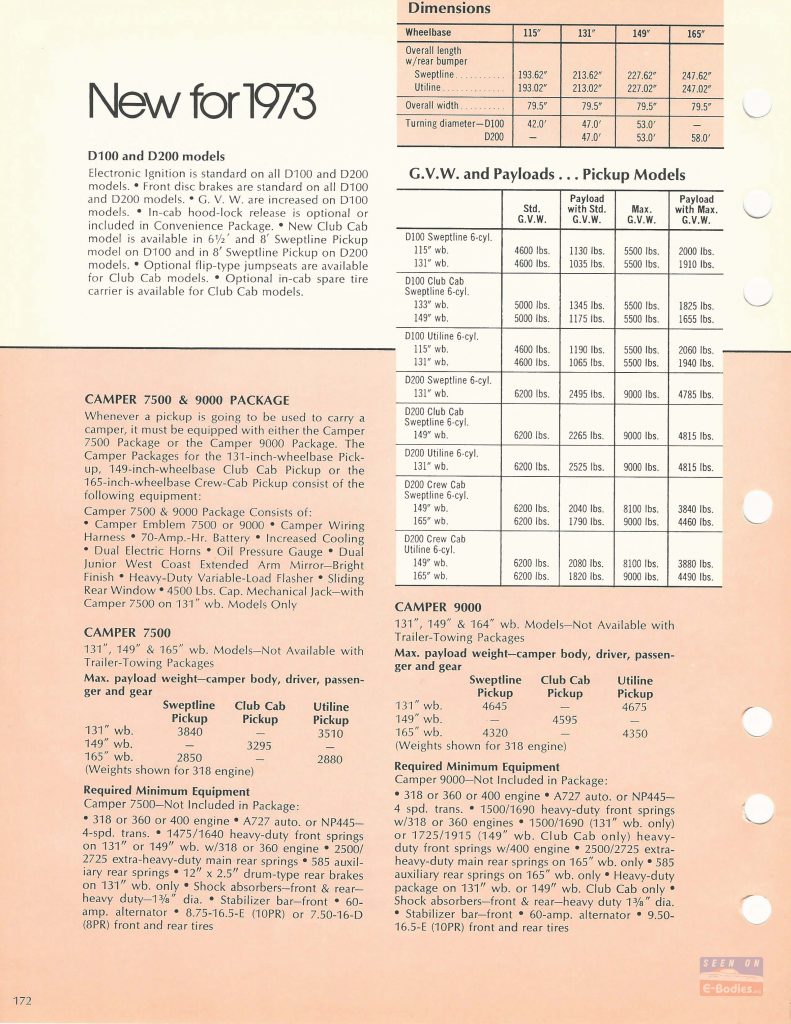 New for 1973
D100 and D200 models
Electronic Ignition is standard on all D100 and D200
models. • Front disc brakes are standard on all D100
and D200 models. • G. V. W. are increased on D100
models. • In-cab hood-lock release is optional or
included in Convenience Package. • New Club Cab
model is available in 6½' and 8' Sweptline Pickup
model on D100 and in 8' Sweptline Pickup on D200
models. • Optional flip-type jumpseats are available
for Club Cab models. • Optional in-cab spare tire
carrier is available for Club Cab models.
CAMPER 7500 & 9000 PACKAGE
Whenever a pickup is going to be used to carry a
camper, it must be equipped with either the Camper
7500 Package or the Camper 9000 Package. The
Camper Packages for the 131-inch-wheelbase Pick-
up, 149-inch-wheelbase Club Cab Pickup or the
165-inch-wheelbase Crew-Cab Pickup consist of the
following equipment:
Camper 7500 & 9000 Package Consists of:
• Camper Emblem 7500 or 9000 • Camper Wiring
Harness • 70-Amp.-Hr. Battery • Increased Cooling
• Dual Electric Horns • Oil Pressure Gauge • Dual
Junior West Coast Extended Arm Mirror—Bright
Finish • Heavy-Duty Variable-Load Flasher • Sliding
Rear Window • 4500 Lbs. Cap. Mechanical Jack—with
Camper 7500 on 131" wb. Models Only
CAMPER 7500
131", 149" & 165" wb. Models—Not Available with
Trailer-Towing Packages
Max. payload weight—camper body, driver, passen-
ger and gear
Sweptline Pickup Club Cab Pickup Utiline Pickup
131" wb. 3840 — 3510
149" wb. — 3295 —
165" wb. 2850 — 2880
(Weights shown for 318 engine)
Required Minimum Equipment
Camper 7500—Not Included in Package:
• 318 or 360 or 400 engine • A727 auto. or NP445—
4-spd. trans. • 1475/1640 heavy-duty front springs
on 131" or 149" wb. w/318 or 360 engine • 2500/
2725 extra-heavy-duty main rear springs • 585 auxil-
iary rear springs • 12" x 2.5" drum-type rear brakes
on 131" wb. only • Shock absorbers—front & rear—
heavy duty—1⅜" dia. • Stabilizer bar—front • 60-
amp. alternator • 8.75-16.5-E (10PR) or 7.50-16-D
(8PR) front and rear tires
Dimensions
Wheelbase 115" 131" 149" 165"
Overall length
w/rear bumper
Sweptline........... 193.62" 213.62" 227.62" 247.62"
Utiline.............. 193.02" 213.02" 227.02" 247.02"
Overall width.......... 79.5" 79.5" 79.5" 79.5"
Turning diameter—D100 42.0' 47.0' 53.0' —
D200 — 47.0' 53.0' 58.0'
G.V.W. and Payloads . . . Pickup Models
Std. G.V.W. Payload with Std. G.V.W. Max. G.V.W. Payload with Max. G.V.W.
D100 Sweptline 6-cyl.
115" wb. 4600 lbs. 1130 lbs. 5500 lbs. 2000 lbs.
131" wb. 4600 lbs. 1035 lbs. 5500 lbs. 1910 lbs.
D100 Club Cab
Sweptline 6-cyl.
133" wb. 5000 lbs. 1345 lbs. 5500 lbs. 1825 lbs.
149" wb. 5000 lbs. 1175 lbs. 5500 lbs. 1655 lbs.
D100 Utiline 6-cyl.
115" wb. 4600 lbs. 1190 lbs. 5500 lbs. 2060 lbs.
131" wb. 4600 lbs. 1065 lbs. 5500 lbs. 1940 lbs.
D200 Sweptline 6-cyl.
131" wb. 6200 lbs. 2495 lbs. 9000 lbs. 4785 lbs.
D200 Club Cab
Sweptline 6-cyl.
149" wb. 6200 lbs. 2265 lbs. 9000 lbs. 4815 lbs.
D200 Utiline 6-cyl.
131" wb. 6200 lbs. 2525 lbs. 9000 lbs. 4815 lbs.
D200 Crew Cab
Sweptline 6-cyl.
149" wb. 6200 lbs. 2040 lbs. 8100 lbs. 3840 lbs.
165" wb. 6200 lbs. 1790 lbs. 9000 lbs. 4460 lbs.
D200 Crew Cab
Utiline 6-cyl.
149" wb. 6200 lbs. 2080 lbs. 8100 lbs. 3880 lbs.
165" wb. 6200 lbs. 1820 lbs. 9000 lbs. 4490 lbs.
CAMPER 9000
131", 149" & 164" wb. Models—Not Available with
Trailer-Towing Packages
Max. payload weight—camper body, driver, passen-
ger and gear
Sweptline Pickup Club Cab Pickup Utiline Pickup
131" wb. 4645 — 4675
149" wb. — 4595 —
165" wb. 4320 — 4350
(Weights shown for 318 engine)
Required Minimum Equipment
Camper 9000—Not Included in Package:
• 318 or 360 or 400 engine • A727 auto. or NP445—
4 spd. trans. • 1500/1690 heavy-duty front springs
w/318 or 360 engines • 1500/1690 (131" wb. only)
or 1725/1915 (149" wb. Club Cab only) heavy-
duty front springs w/400 engine • 2500/2725 extra-
heavy-duty main rear springs on 165" wb. only • 585
auxiliary rear springs on 165" wb. only • Heavy-duty
package on 131" wb. or 149" wb. Club Cab only •
Shock absorbers—front & rear—heavy duty 1⅜" dia.
• Stabilizer bar—front • 60-amp. alternator • 9.50-
16.5-E (10PR) front and rear tires
172
SEEN ON
E-Bodies